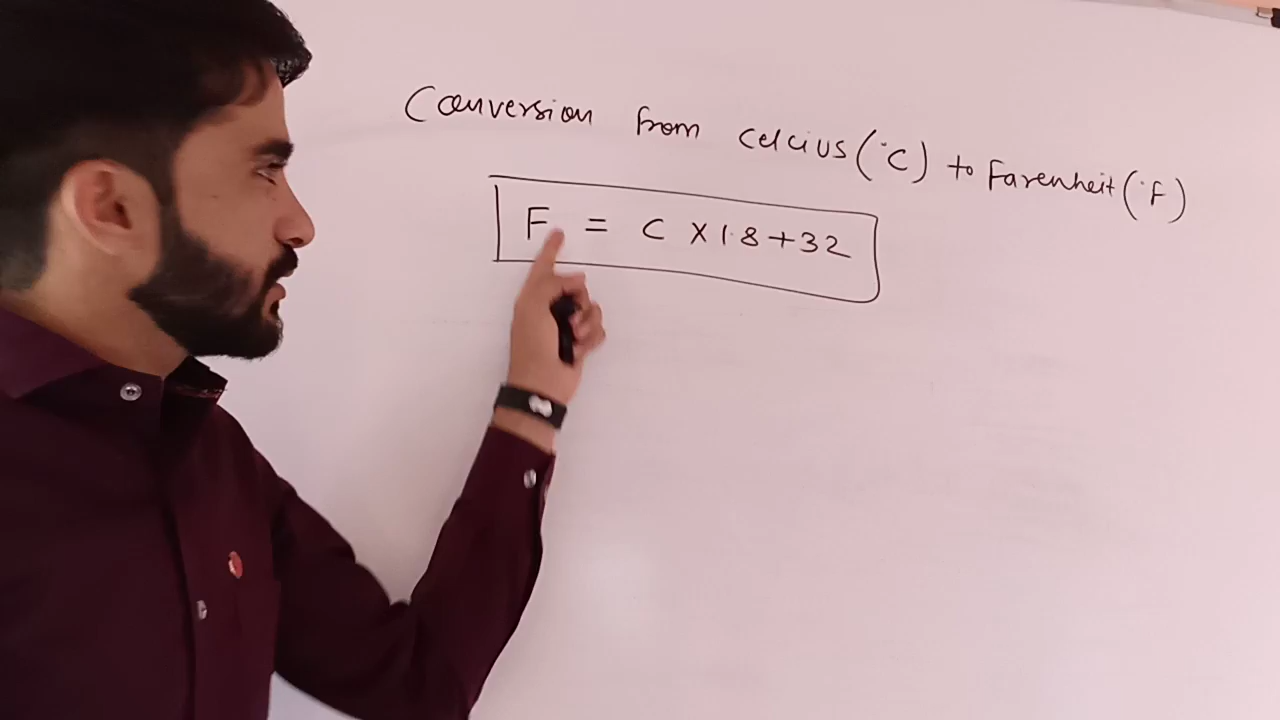 Conversion from Celcius (°C) to Farenheit (°F)
F = C × 1.8 + 32